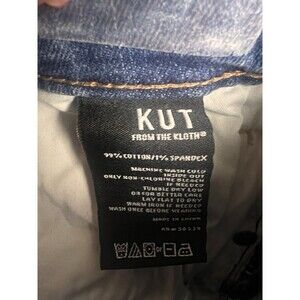 KUT
FROM THE KLOTH®
99% COTTON/1% SPANDEX
MACHINE WASH COLD
INSIDE OUT
ONLY NON-CHLORINE BLEACH
IF NEEDED
TUMBLE DRY LOW
OR FOR BETTER CARE
LAY FLAT TO DRY
WARM IRON IF NEEDED
WASH ONCE BEFORE WEARING
MADE IN CHINA